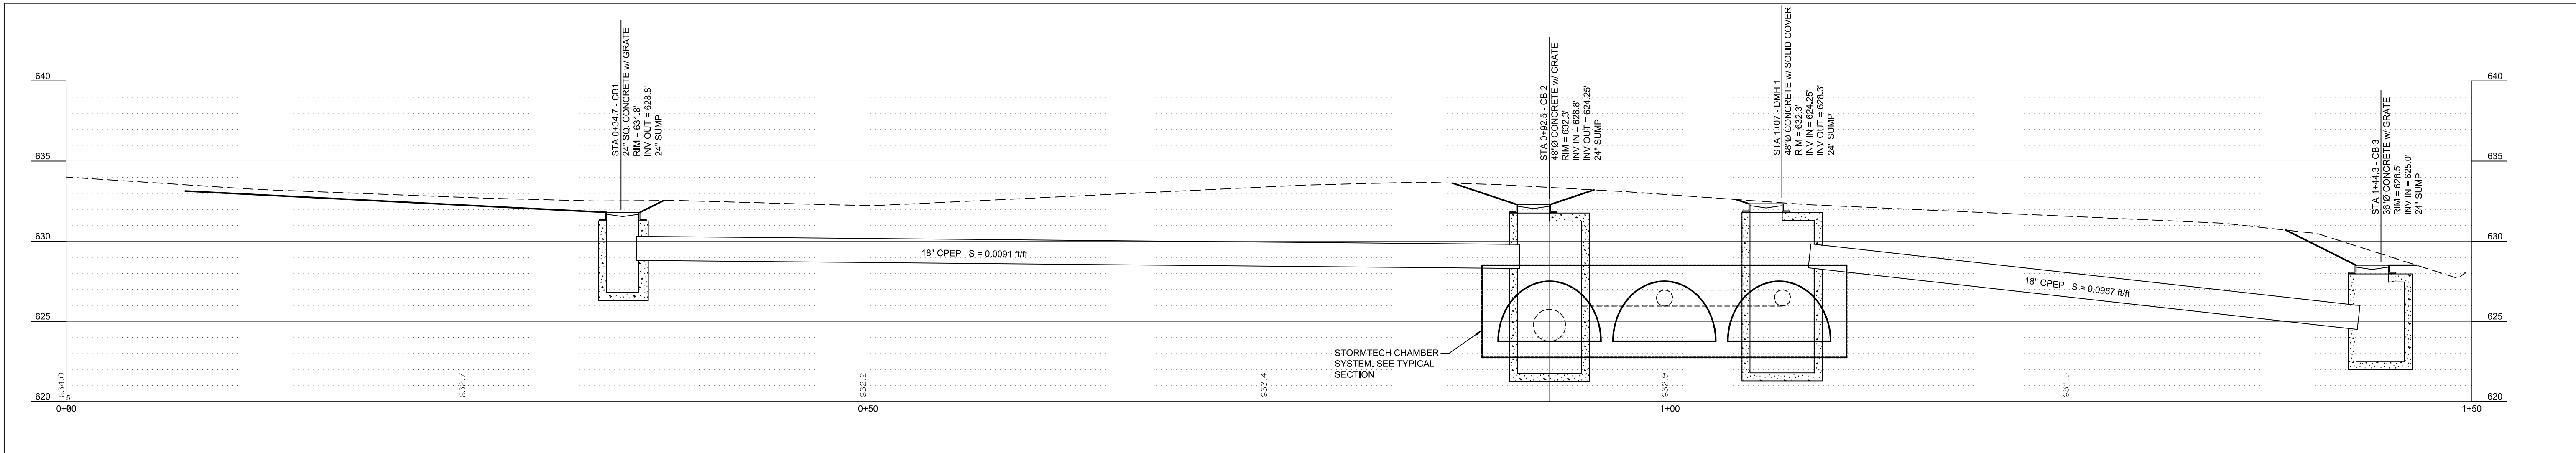 640
635
630
625
620
634.0
0+00
632.7
632.2
0+50
633.4
632.9
1+00
631.5
1+50
640
635
630
625
620
STA 0+34.7 - CB1
24" SQ. CONCRETE w/ GRATE
RIM = 631.8'
INV OUT = 628.8'
24" SUMP
18" CPEP   S = 0.0091 ft/ft
STA 0+92.5 - CB 2
48"Ø CONCRETE w/ GRATE
RIM = 632.3'
INV IN = 628.8'
INV OUT = 624.25'
24" SUMP
STORMTECH CHAMBER
SYSTEM. SEE TYPICAL
SECTION
STA 1+07 - DMH 1
48"Ø CONCRETE w/ SOLID COVER
RIM = 632.3'
INV IN = 624.25'
INV OUT = 628.3'
24" SUMP
18" CPEP   S = 0.0957 ft/ft
STA 1+44.3 - CB 3
36"Ø CONCRETE w/ GRATE
RIM = 628.5'
INV IN = 625.0'
24" SUMP